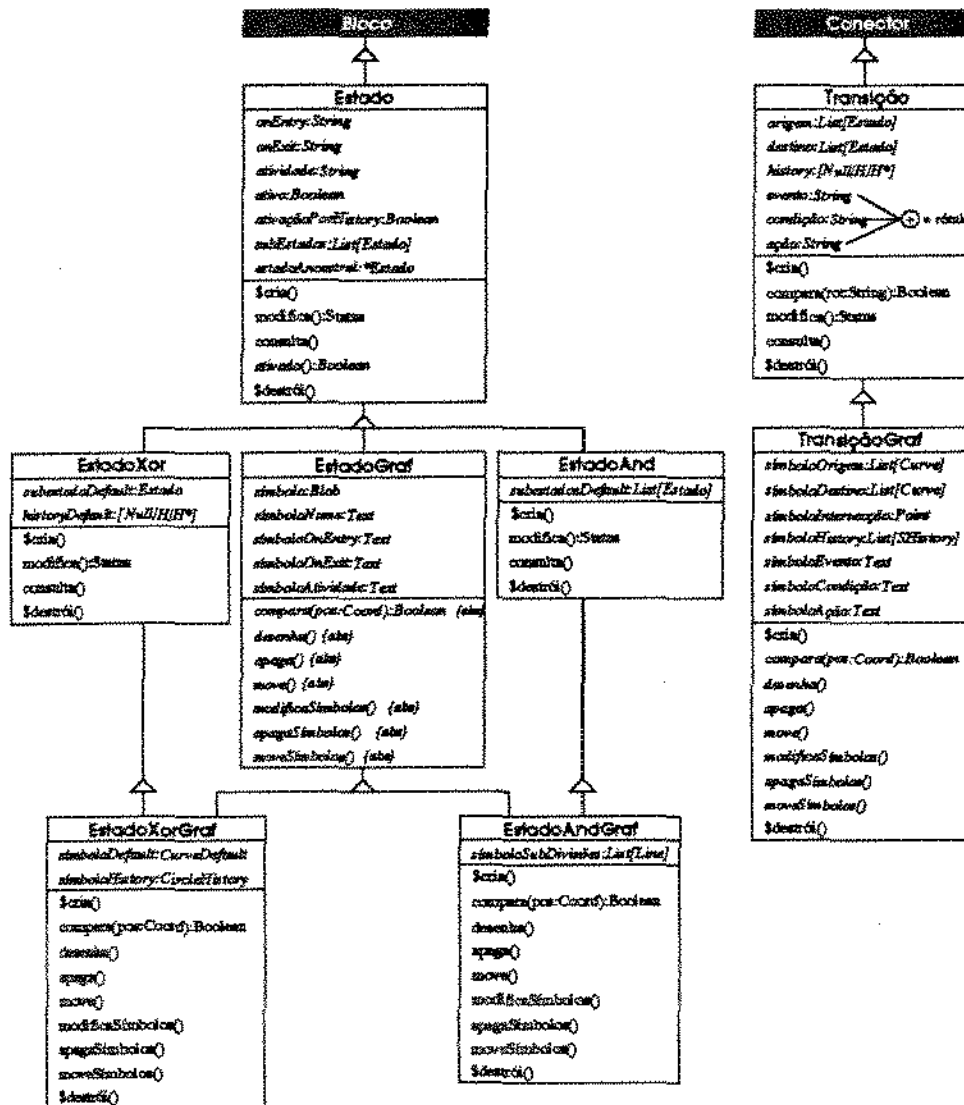 Bloco
Estado
onEntry:String
onExit:String
atividade:String
ativo:Boolean
ativaçãoPorHistory:Boolean
subEstados:List[Estado]
estadoAncestral:*Estado
$cria()
modifica():Status
consulta()
ativado():Boolean
$destrói()
EstadoXor
subestadoDefault:Estado
historyDefault:[Null/H/H*]
$cria()
modifica():Status
consulta()
$destrói()
EstadoGraf
simbolo:Blob
simboloNome:Text
simboloOnEntry:Text
simboloOnExit:Text
simboloAtividade:Text
compara(pos:Coord):Boolean {abs}
desenha() {abs}
apaga() {abs}
move() {abs}
modificaSimbolos() {abs}
apagaSimbolos() {abs}
moveSimbolos() {abs}
EstadoAnd
subestadosDefault:List[Estado]
$cria()
modifica():Status
consulta()
$destrói()
EstadoXorGraf
simboloDefault:CurveDefault
simboloHistory:CircleHistory
$cria()
compara(pos:Coord):Boolean
desenha()
apaga()
move()
modificaSimbolos()
apagaSimbolos()
moveSimbolos()
$destrói()
EstadoAndGraf
simboloSubDivisões:List[Line]
$cria()
compara(pos:Coord):Boolean
desenha()
apaga()
move()
modificaSimbolos()
apagaSimbolos()
moveSimbolos()
$destrói()
Conector
Transição
origem:List[Estado]
destino:List[Estado]
history:[Null/H/H*]
evento:String
condição:String
ação:String
+
$cria()
compara(rot:String):Boolean
modifica():Status
consulta()
$destrói()
TransiçãoGraf
simboloOrigem:List[Curve]
simboloDestino:List[Curve]
simboloIntersecção:Point
simboloHistory:List[SHistory]
simboloEvento:Text
simboloCondição:Text
simboloAção:Text
$cria()
compara(pos:Coord):Boolean
desenha()
apaga()
move()
modificaSimbolos()
apagaSimbolos()
moveSimbolos()
$destrói()